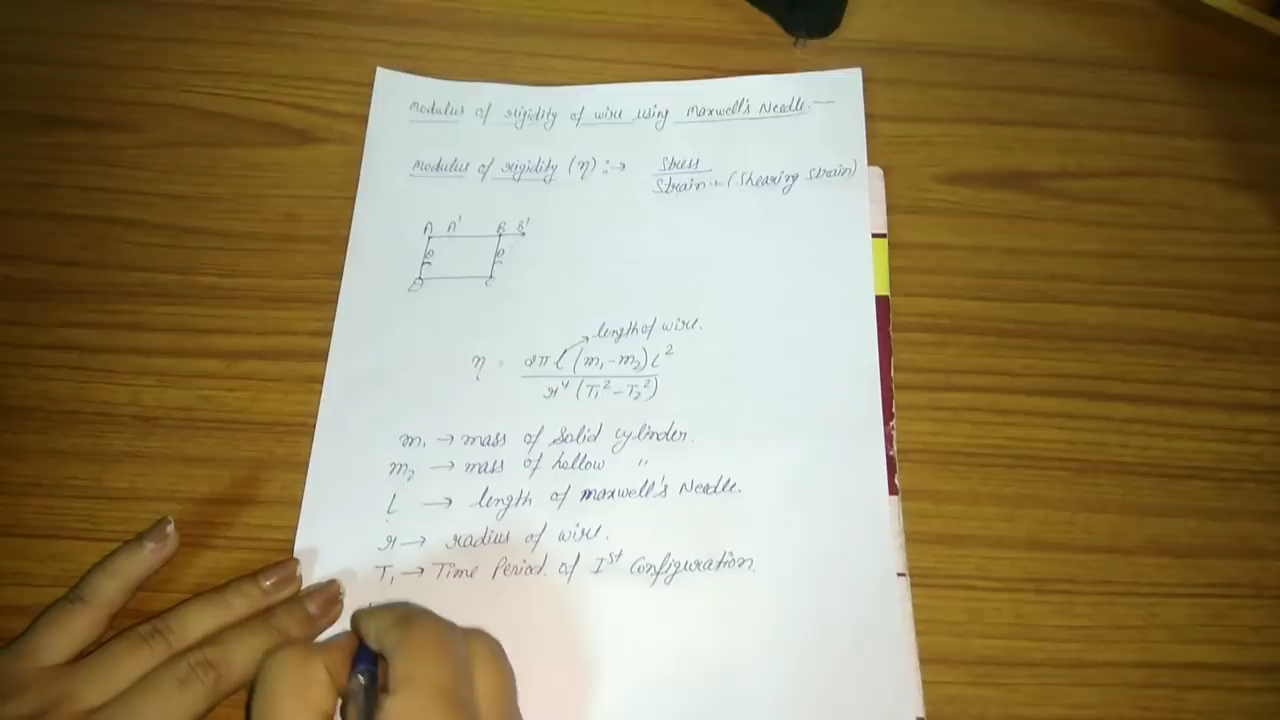 Modulus of rigidity of wire using Maxwell's Needle.—
Modulus of rigidity (η) :→ Stress
Strain → (Shearing Strain)
A A' B B'
θ θ
D C
→ length of wire.
η = 2πl (m₁-m₂) L²
r⁴ (T₁² - T₂²)
m₁ → mass of Solid cylinder.
m₂ → mass of hollow "
L → length of maxwell's Needle.
r → radius of wire.
T₁ → Time Period. of Iˢᵗ Configuration.